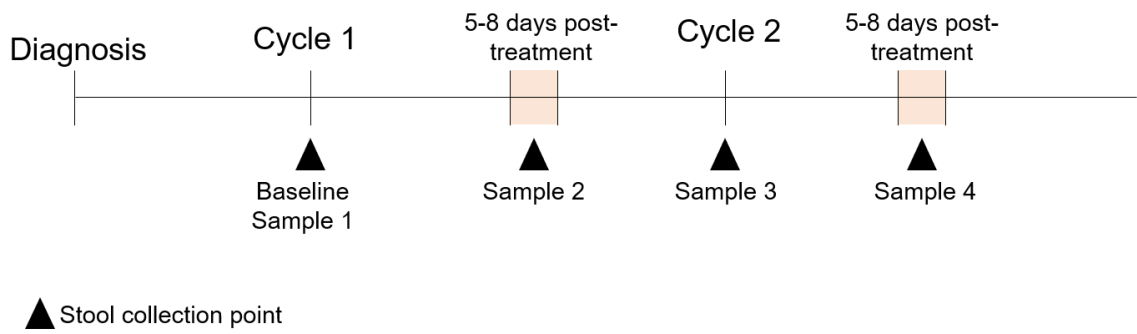 Diagnosis
Cycle 1
5-8 days post-
treatment
Cycle 2
5-8 days post-
treatment
Baseline
Sample 1
Sample 2
Sample 3
Sample 4
Stool collection point